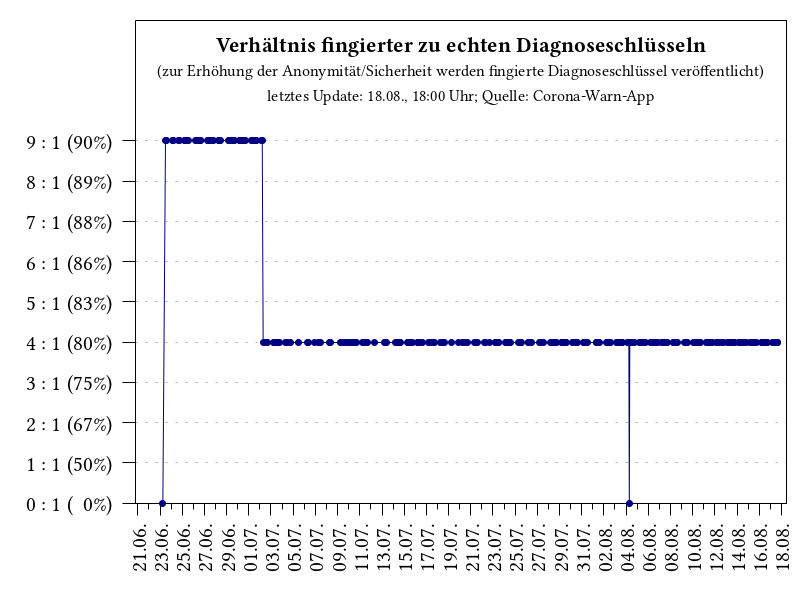 Verhältnis fingierter zu echten Diagnoseschlüsseln
(zur Erhöhung der Anonymität/Sicherheit werden fingierte Diagnoseschlüssel veröffentlicht)
letztes Update: 18.08., 18:00 Uhr; Quelle: Corona-Warn-App
9 : 1 (90%)
8 : 1 (89%)
7 : 1 (88%)
6 : 1 (86%)
5 : 1 (83%)
4 : 1 (80%)
3 : 1 (75%)
2 : 1 (67%)
1 : 1 (50%)
0 : 1 ( 0%)
21.06.
23.06.
25.06.
27.06.
29.06.
01.07.
03.07.
05.07.
07.07.
09.07.
11.07.
13.07.
15.07.
17.07.
19.07.
21.07.
23.07.
25.07.
27.07.
29.07.
31.07.
02.08.
04.08.
06.08.
08.08.
10.08.
12.08.
14.08.
16.08.
18.08.